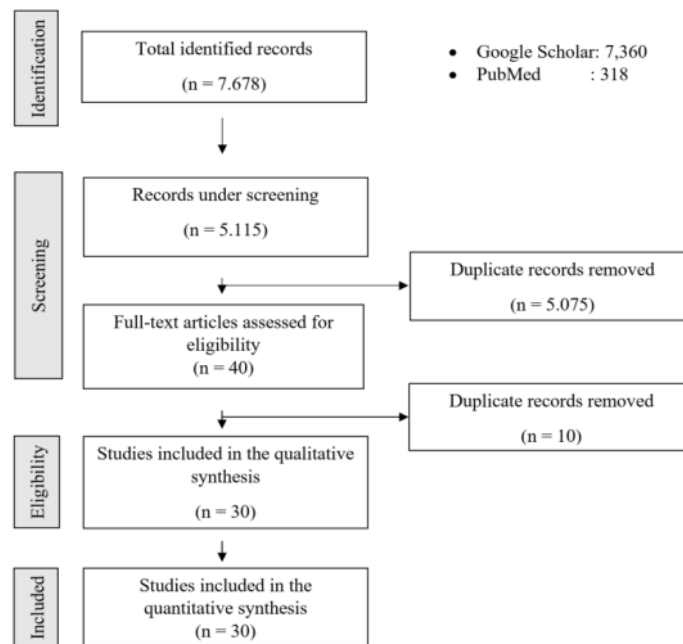 Identification
Total identified records
(n = 7.678)
• Google Scholar: 7,360
• PubMed : 318
Screening
Records under screening
(n = 5.115)
Duplicate records removed
(n = 5.075)
Full-text articles assessed for
eligibility
(n = 40)
Duplicate records removed
(n = 10)
Eligibility
Studies included in the qualitative
synthesis
(n = 30)
Included
Studies included in the
quantitative synthesis
(n = 30)